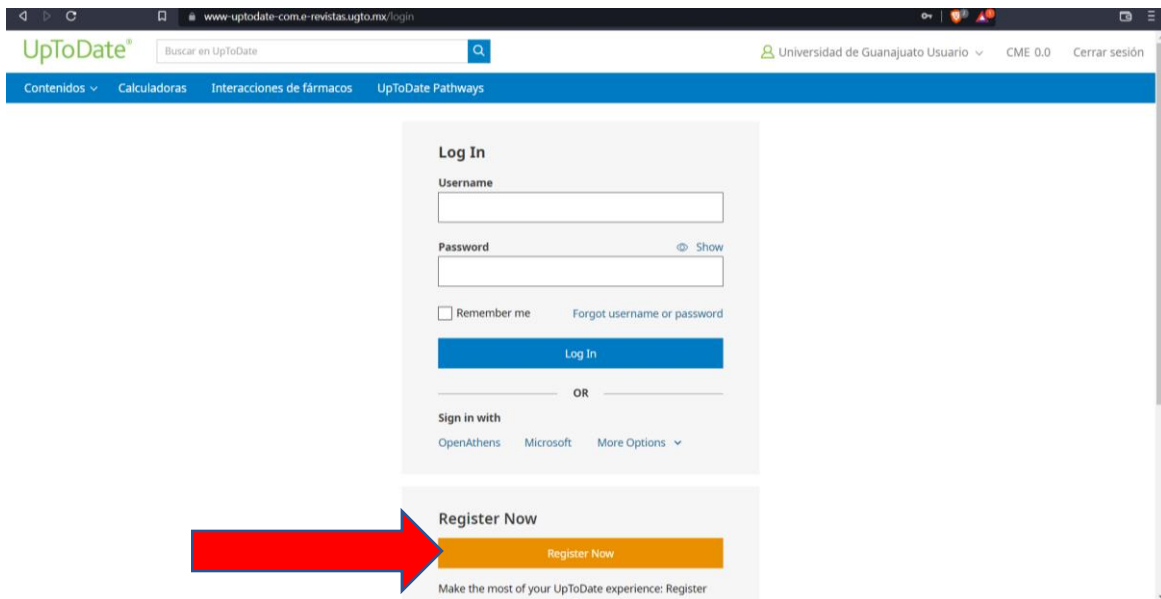 www-uptodate-com.e-revistas.ugto.mx/login
UpToDate® Buscar en UpToDate Universidad de Guanajuato Usuario CME 0.0 Cerrar sesión
Contenidos Calculadoras Interacciones de fármacos UpToDate Pathways
Log In
Username
Password Show
Remember me Forgot username or password
Log In
OR
Sign in with
OpenAthens Microsoft More Options
Register Now
Register Now
Make the most of your UpToDate experience: Register